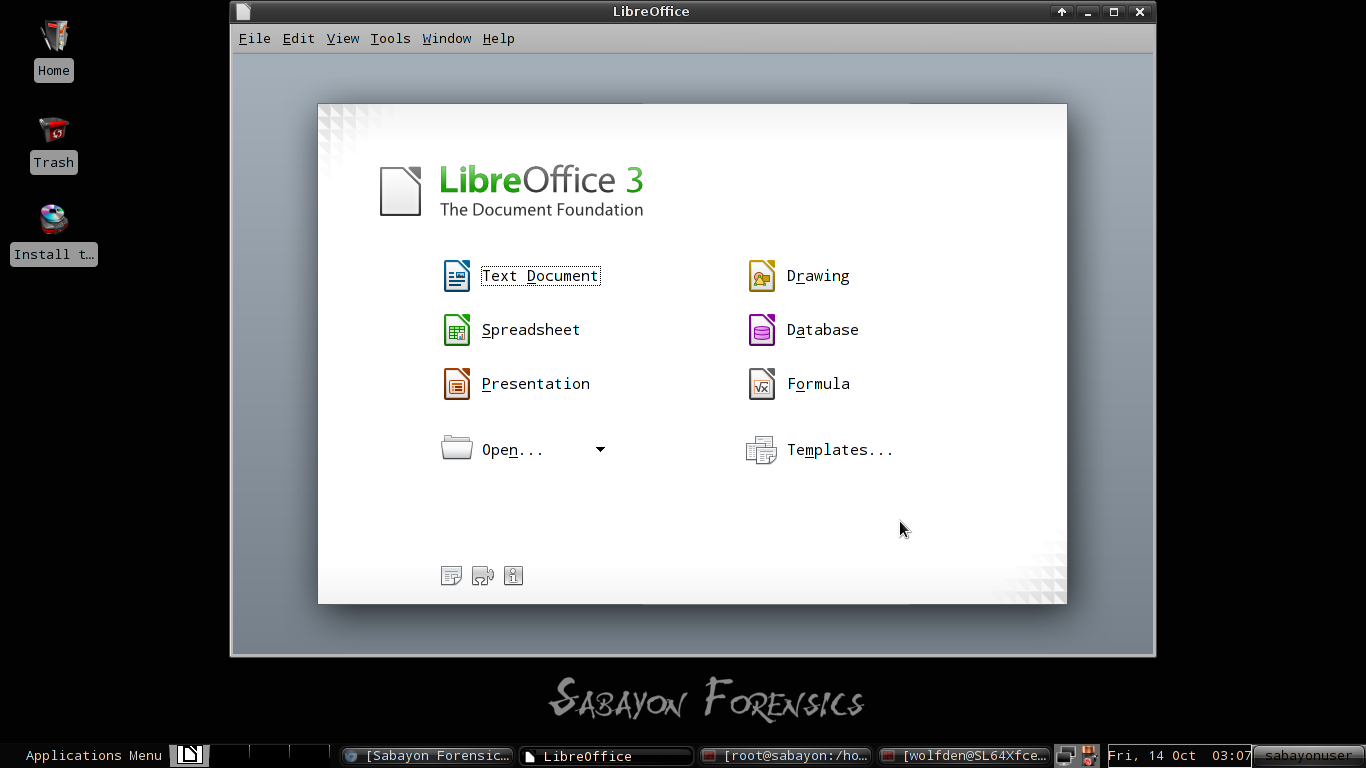 LibreOffice
File Edit View Tools Window Help
Home
Trash
Install t…
LibreOffice 3
The Document Foundation
Text Document
Drawing
Spreadsheet
Database
Presentation
Formula
Open...
Templates...
Sabayon Forensics
Applications Menu
[Sabayon Forensic…
LibreOffice
[root@sabayon:/ho…
[wolfden@SL64Xfce…
Fri, 14 Oct 03:07
sabayonuser